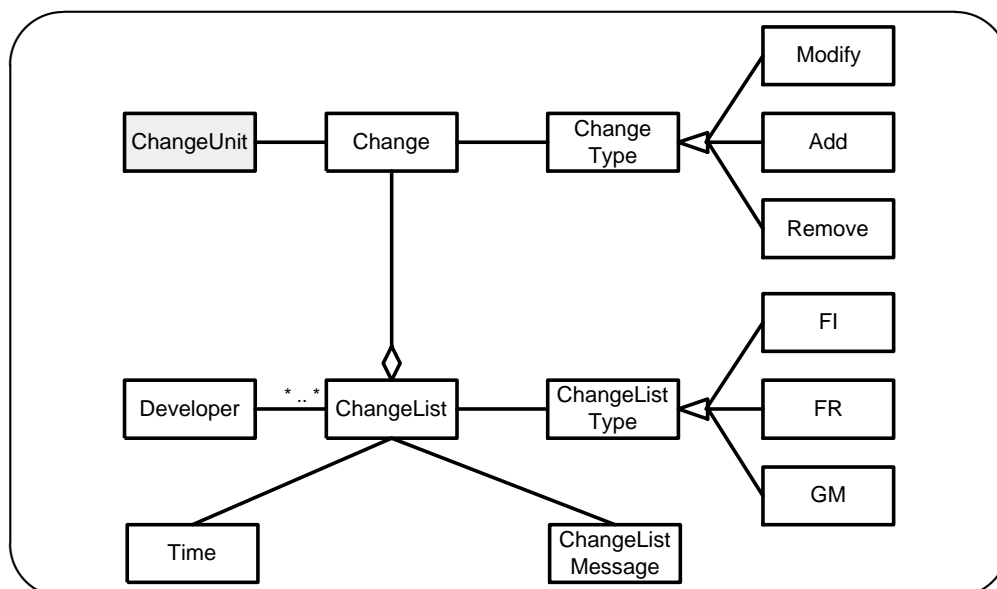 Modify
ChangeUnit
Change
Change
Type
Add
Remove
FI
Developer
* .. *
ChangeList
ChangeList
Type
FR
GM
Time
ChangeList
Message